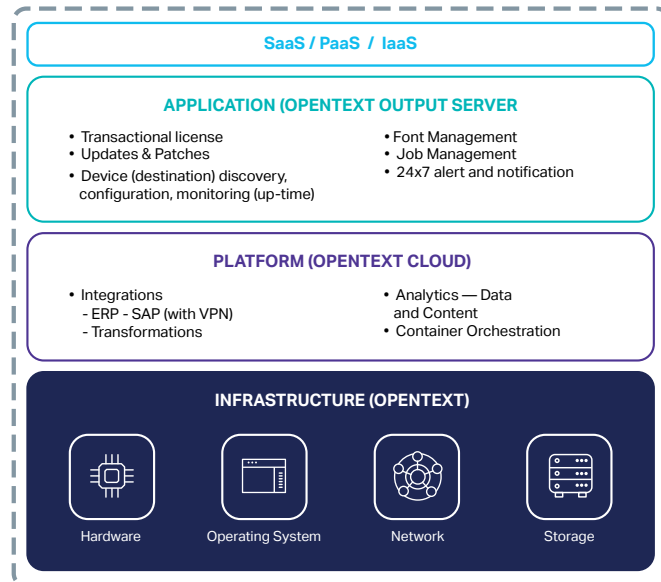 SaaS / PaaS / IaaS
APPLICATION (OPENTEXT OUTPUT SERVER
• Transactional license
• Updates & Patches
• Device (destination) discovery,
configuration, monitoring (up-time)
• Font Management
• Job Management
• 24x7 alert and notification
PLATFORM (OPENTEXT CLOUD)
• Integrations
- ERP - SAP (with VPN)
- Transformations
• Analytics — Data
and Content
• Container Orchestration
INFRASTRUCTURE (OPENTEXT)
Hardware
Operating System
Network
Storage